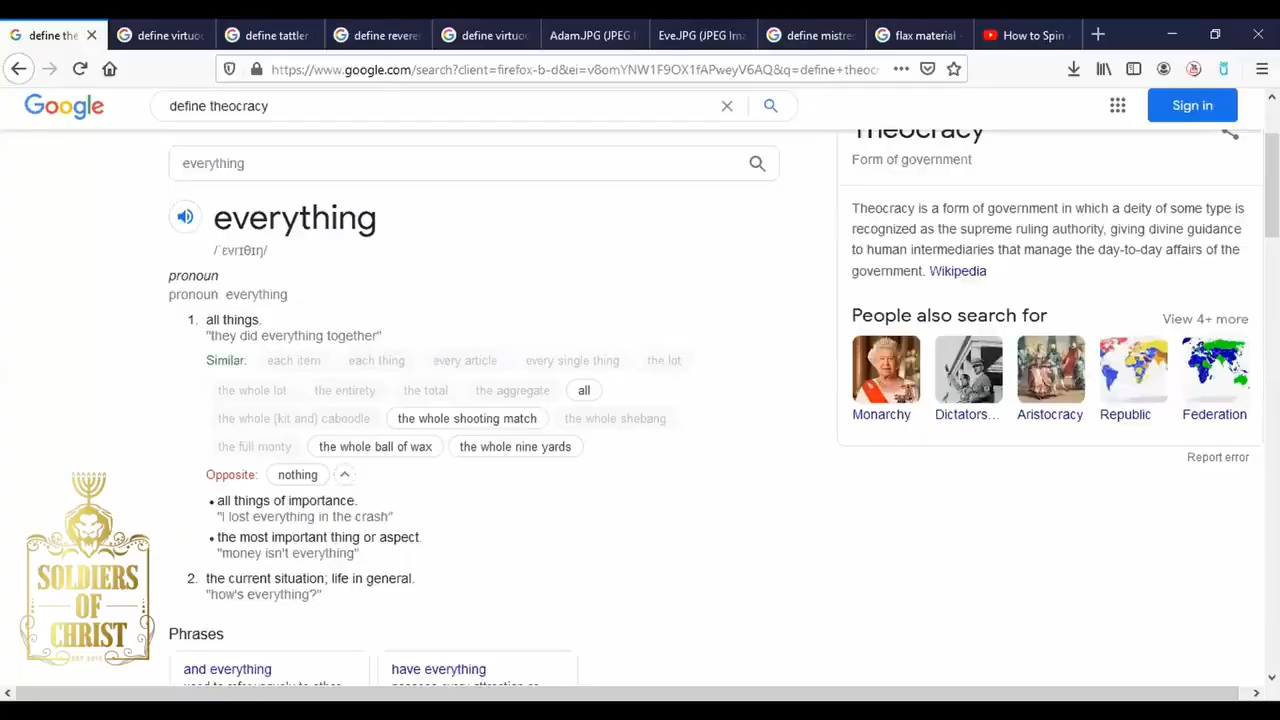 define the
define virtuou
define tattler
define reverer
define virtuou
Adam.JPG (JPEG I
Eve.JPG (JPEG Ima
define mistres
flax material -
How to Spin
https://www.google.com/search?client=firefox-b-d&ei=v8omYNW1F9OX1fAPweyV6AQ&q=define+theocr
Google
define theocracy
Sign in
Theocracy
Form of government
everything
everything
/ˈɛvrɪθɪŋ/
pronoun
pronoun everything
1. all things.
"they did everything together"
Similar: each item each thing every article every single thing the lot
the whole lot the entirety the total the aggregate all
the whole (kit and) caboodle the whole shooting match the whole shebang
the full monty the whole ball of wax the whole nine yards
Opposite: nothing
• all things of importance.
"I lost everything in the crash"
• the most important thing or aspect.
"money isn't everything"
2. the current situation; life in general.
"how's everything?"
Phrases
and everything
have everything
Theocracy is a form of government in which a deity of some type is
recognized as the supreme ruling authority, giving divine guidance
to human intermediaries that manage the day-to-day affairs of the
government. Wikipedia
People also search for
View 4+ more
Monarchy
Dictators...
Aristocracy
Republic
Federation
Report error
SOLDIERS
OF
CHRIST